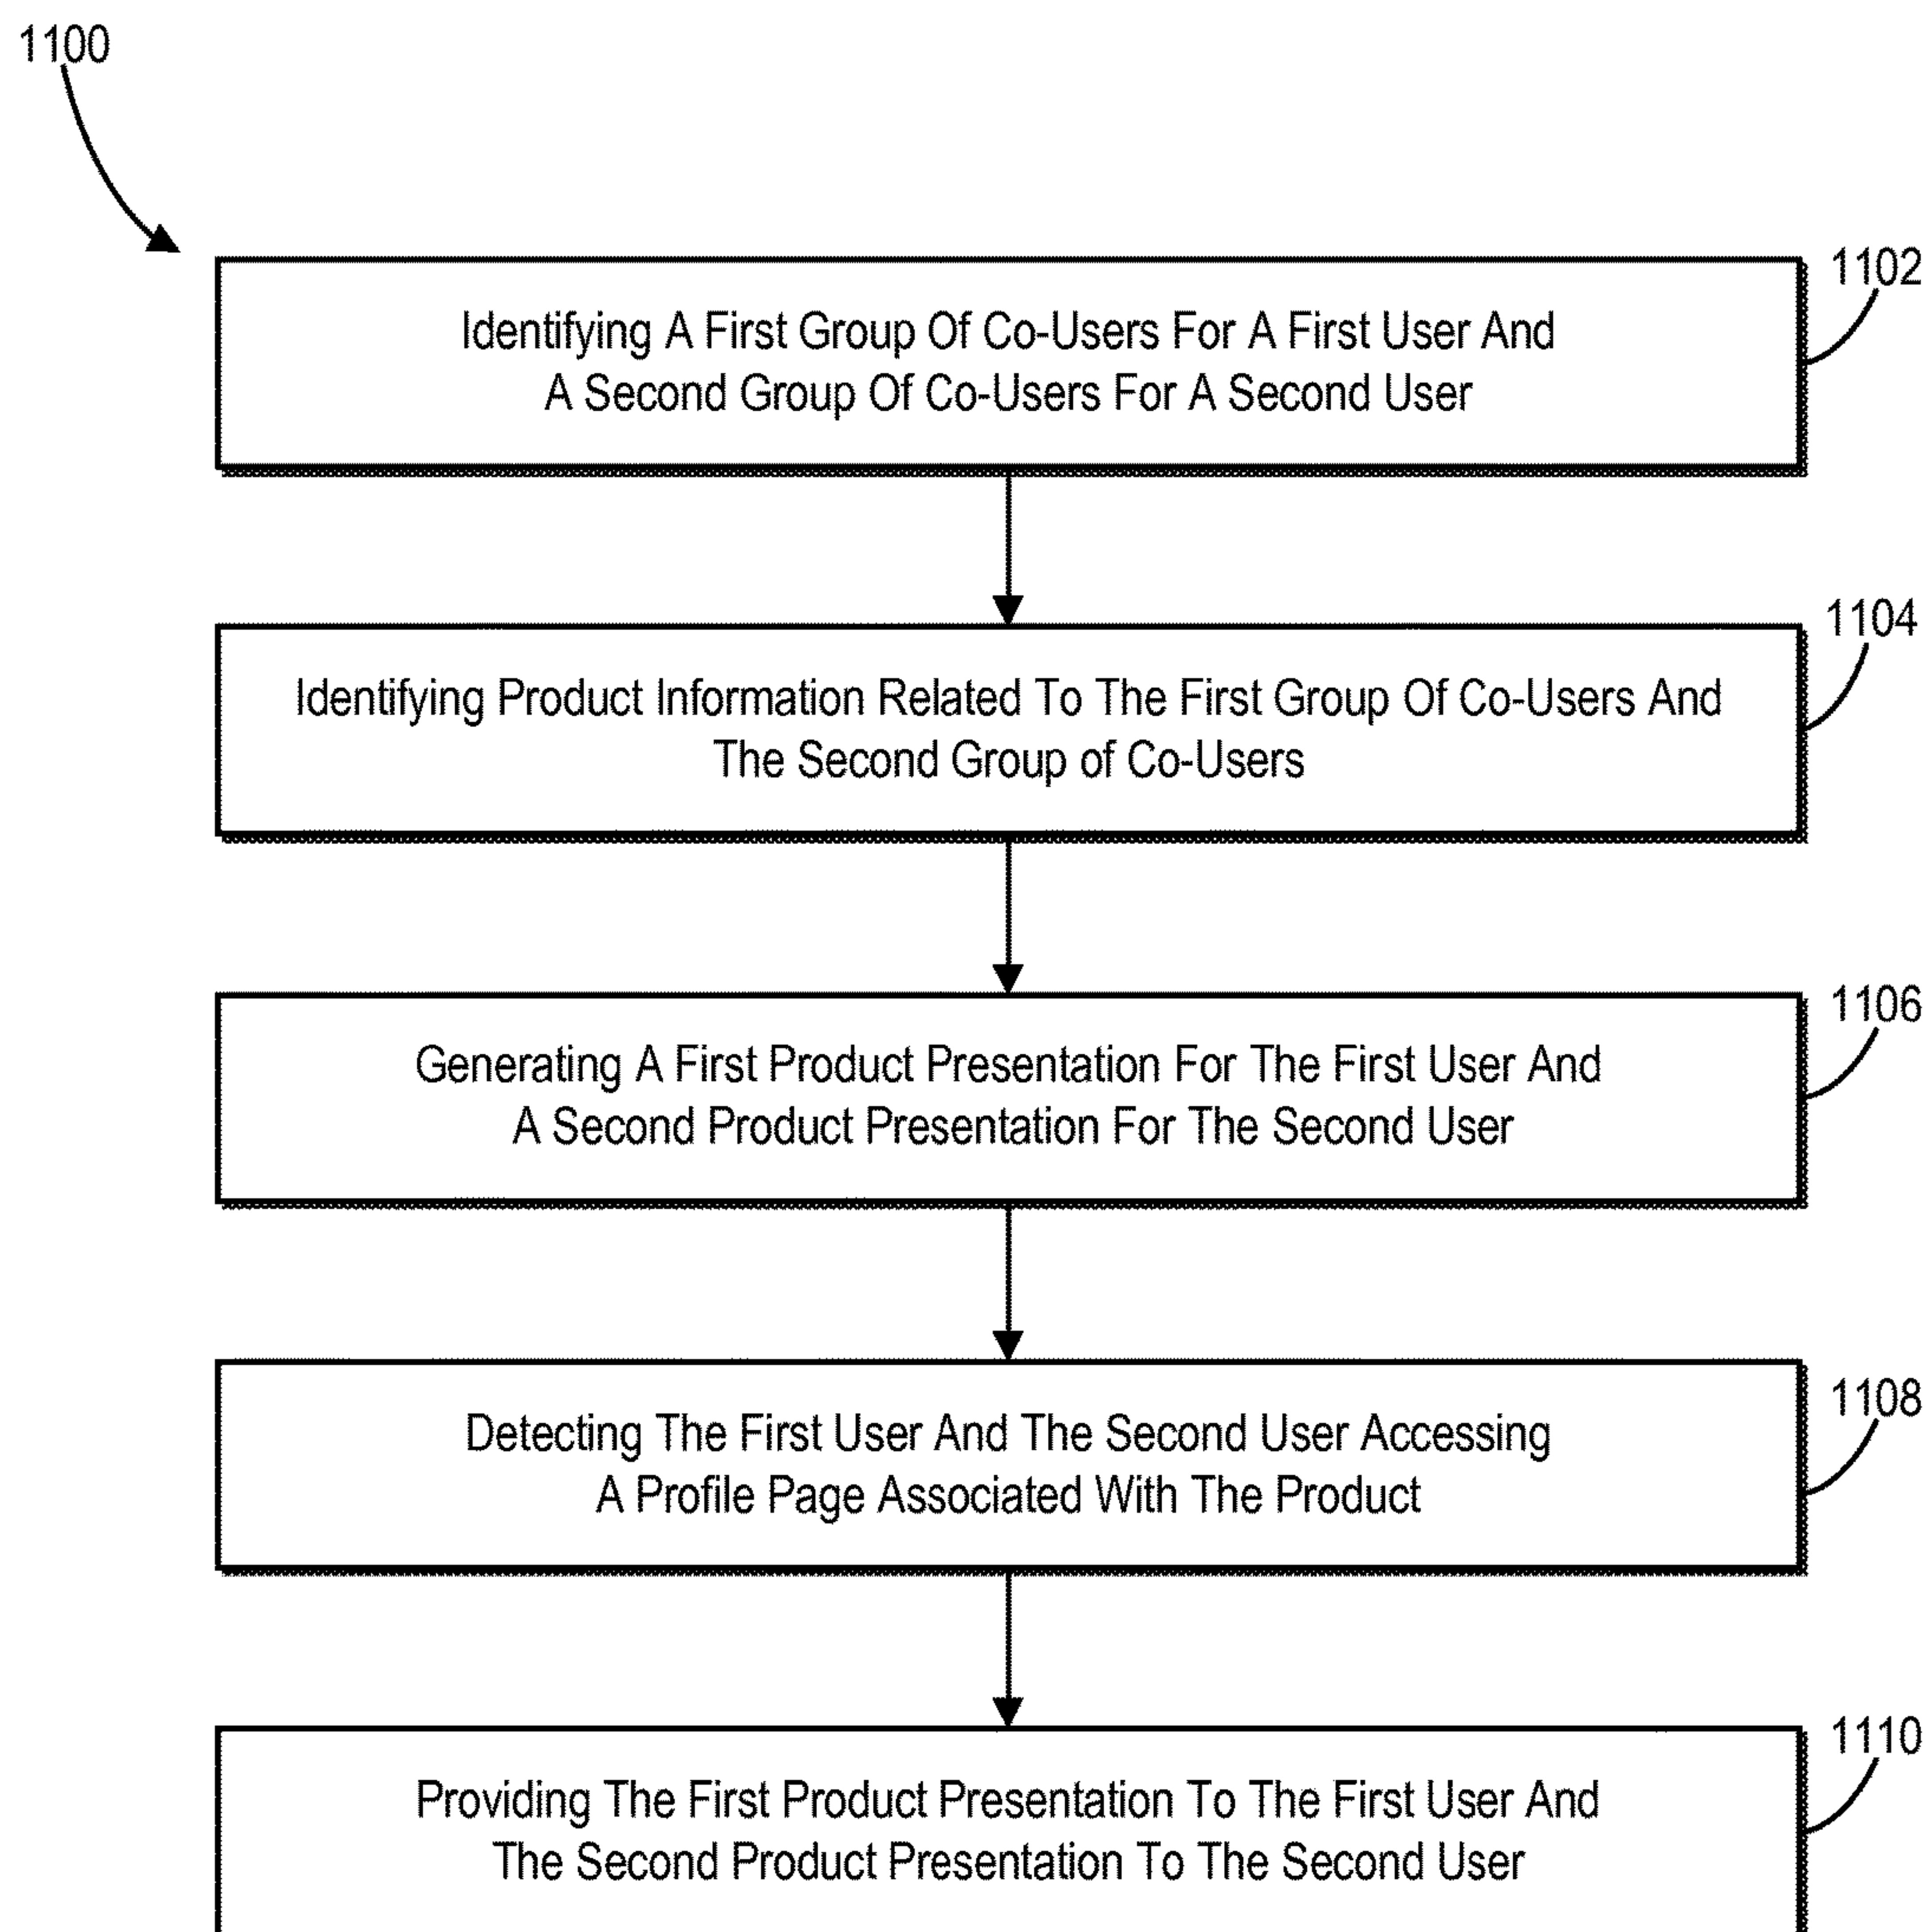 1100
1102
Identifying A First Group Of Co-Users For A First User And
A Second Group Of Co-Users For A Second User
1104
Identifying Product Information Related To The First Group Of Co-Users And
The Second Group of Co-Users
1106
Generating A First Product Presentation For The First User And
A Second Product Presentation For The Second User
1108
Detecting The First User And The Second User Accessing
A Profile Page Associated With The Product
1110
Providing The First Product Presentation To The First User And
The Second Product Presentation To The Second User